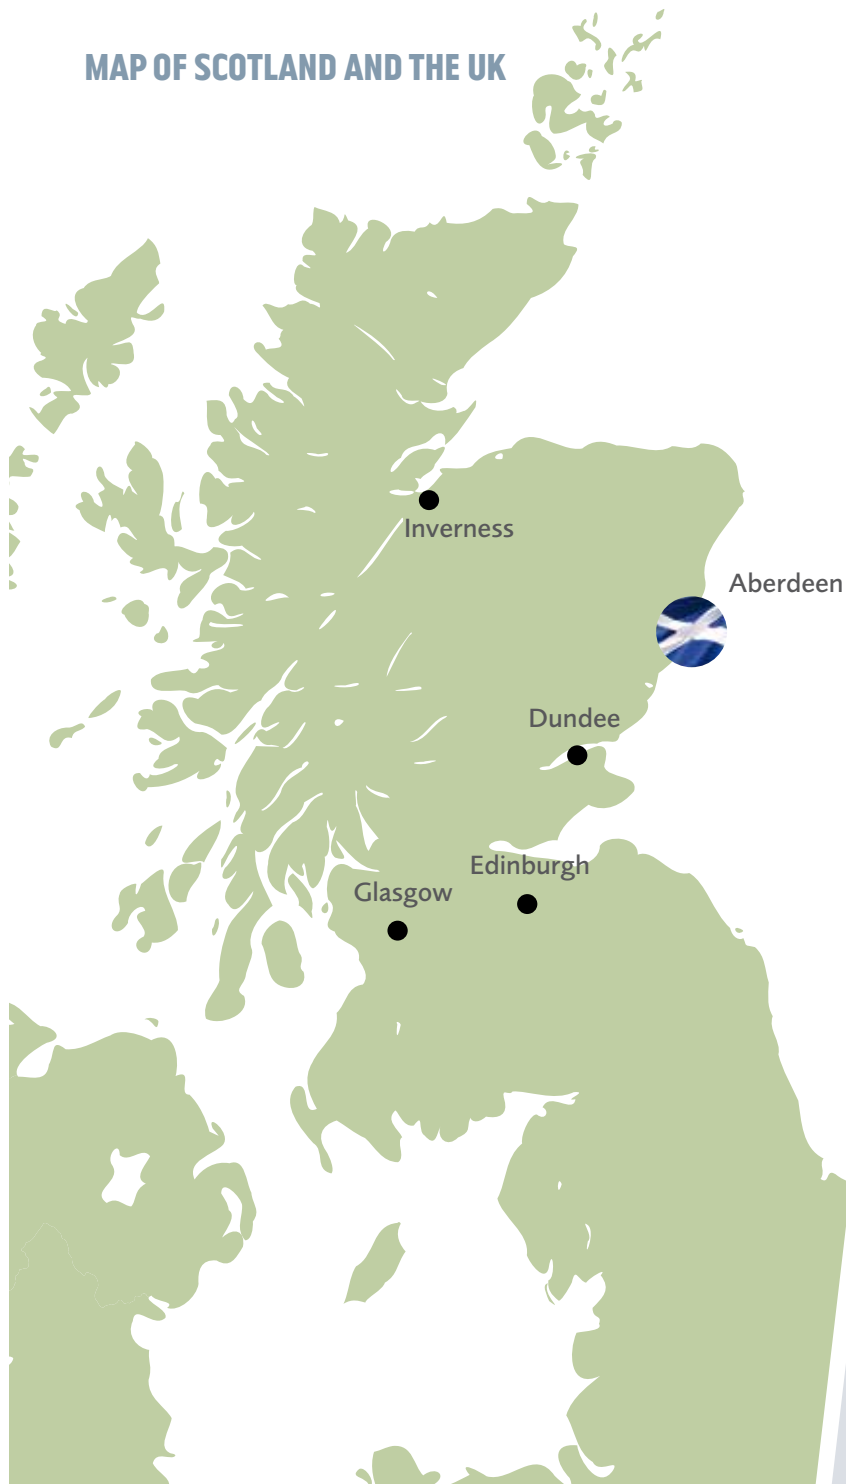 MAP OF SCOTLAND AND THE UK
Inverness
Aberdeen
Dundee
Edinburgh
Glasgow